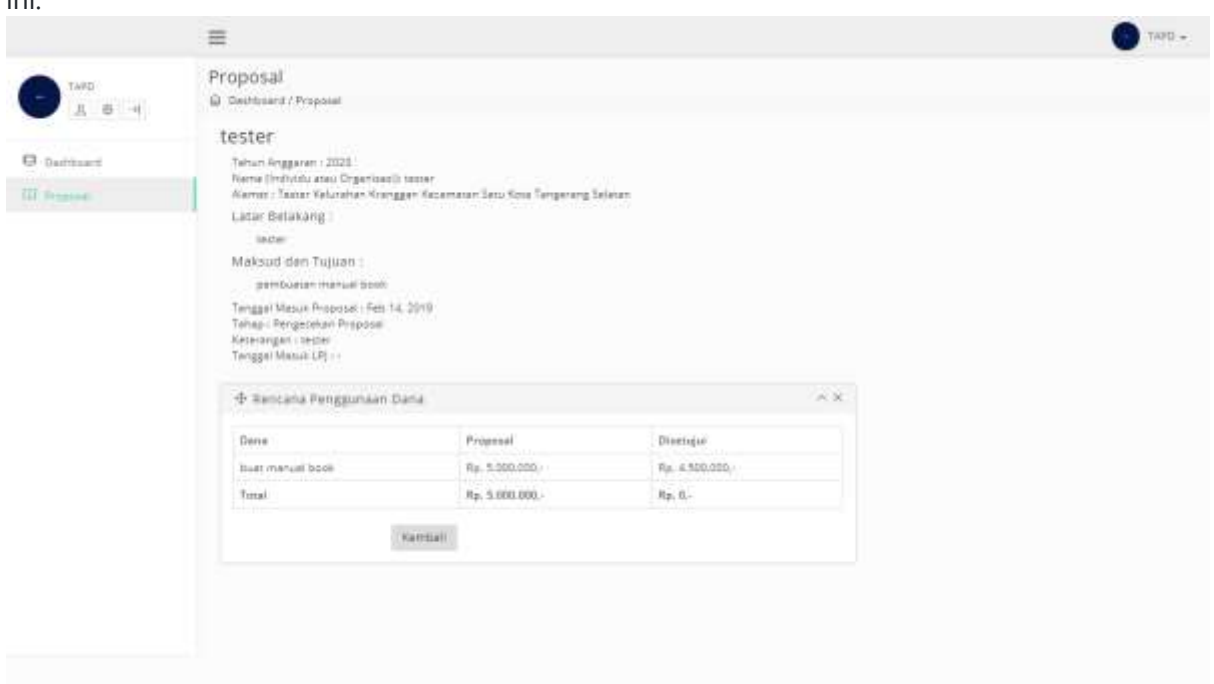 ini.
TAPD
TAPD
Proposal
Dashboard / Proposal
tester
Dashboard
Proposal
Tahun Anggaran :
Nama (Individu atau Organisasi): tester
Alamat : Tester Kelurahan Kranggan Kecamatan Setu Kota Tangerang Selatan
Latar Belakang :
tester
Maksud dan Tujuan :
pembuatan manual book
Tanggal Masuk Proposal : Feb 14, 2019
Tahap : Pengecekan Proposal
Keterangan : tester
Tanggal Masuk LPJ : -
Rencana Penggunaan Dana
Dana Proposal Disetujui
buat manual book Rp. 5.000.000,- Rp. 4.500.000,-
Total Rp. 5.000.000,- Rp. 0,-
Kembali